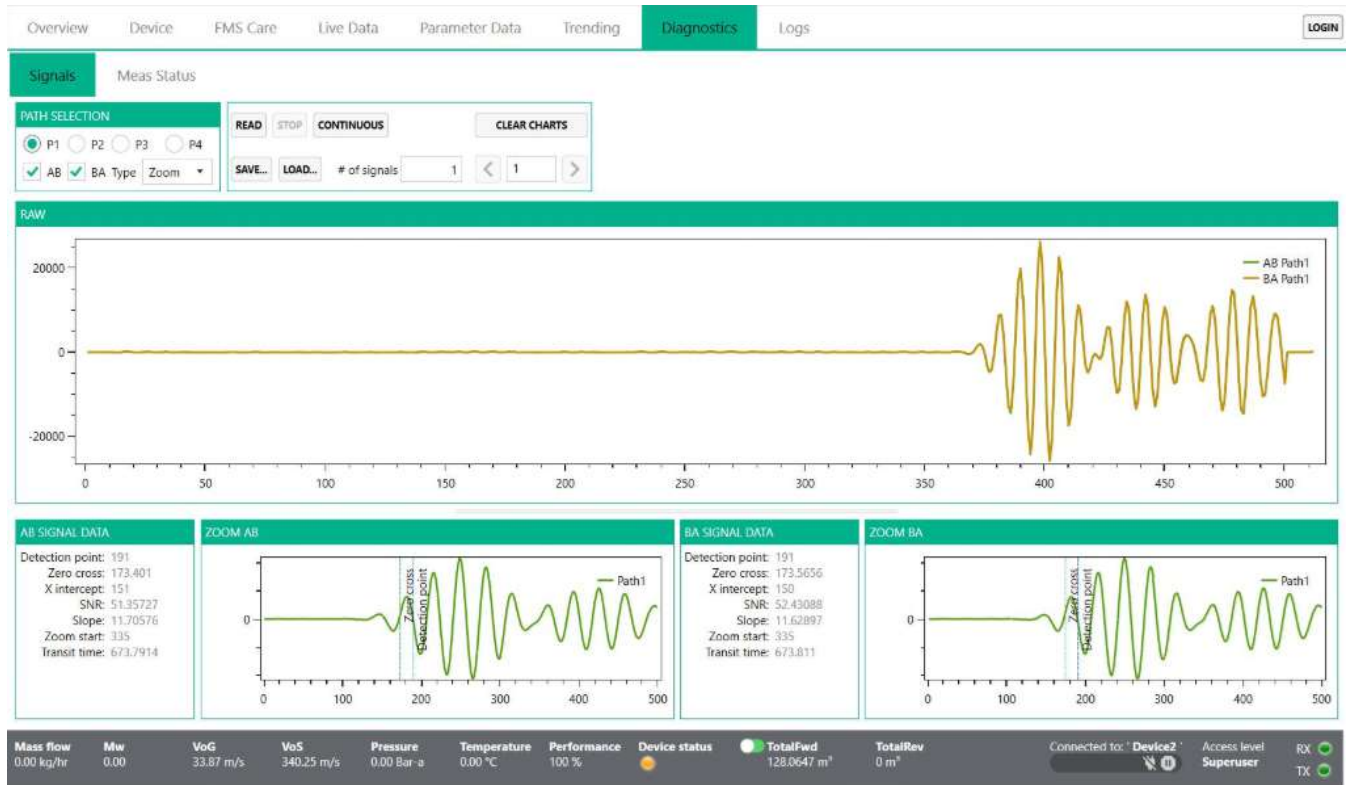 Overview Device FMS Care Live Data Parameter Data Trending Diagnostics Logs LOGIN
Signals Meas Status
PATH SELECTION
P1 P2 P3 P4
AB BA Type Zoom
READ STOP CONTINUOUS CLEAR CHARTS
SAVE... LOAD... # of signals 1 1
RAW
AB Path1
BA Path1
20000
0
-20000
0 50 100 150 200 250 300 350 400 450 500
AB SIGNAL DATA
Detection point: 191
Zero cross: 173.401
X intercept: 151
SNR: 51.35727
Slope: 11.70576
Zoom start: 335
Transit time: 673.7914
ZOOM AB
Path1
Zero cross
Detection point
0
0 100 200 300 400 500
BA SIGNAL DATA
Detection point: 191
Zero cross: 173.5656
X intercept: 150
SNR: 52.43088
Slope: 11.62897
Zoom start: 335
Transit time: 673.811
ZOOM BA
Path1
Zero cross
Detection point
0
0 100 200 300 400 500
Mass flow Mw VoG VoS Pressure Temperature Performance Device status TotalFwd TotalRev Connected to: ' Device2 ' Access level RX
0.00 kg/hr 0.00 33.87 m/s 340.25 m/s 0.00 Bar-a 0.00 °C 100 % 128.0647 m³ 0 m³ Superuser TX